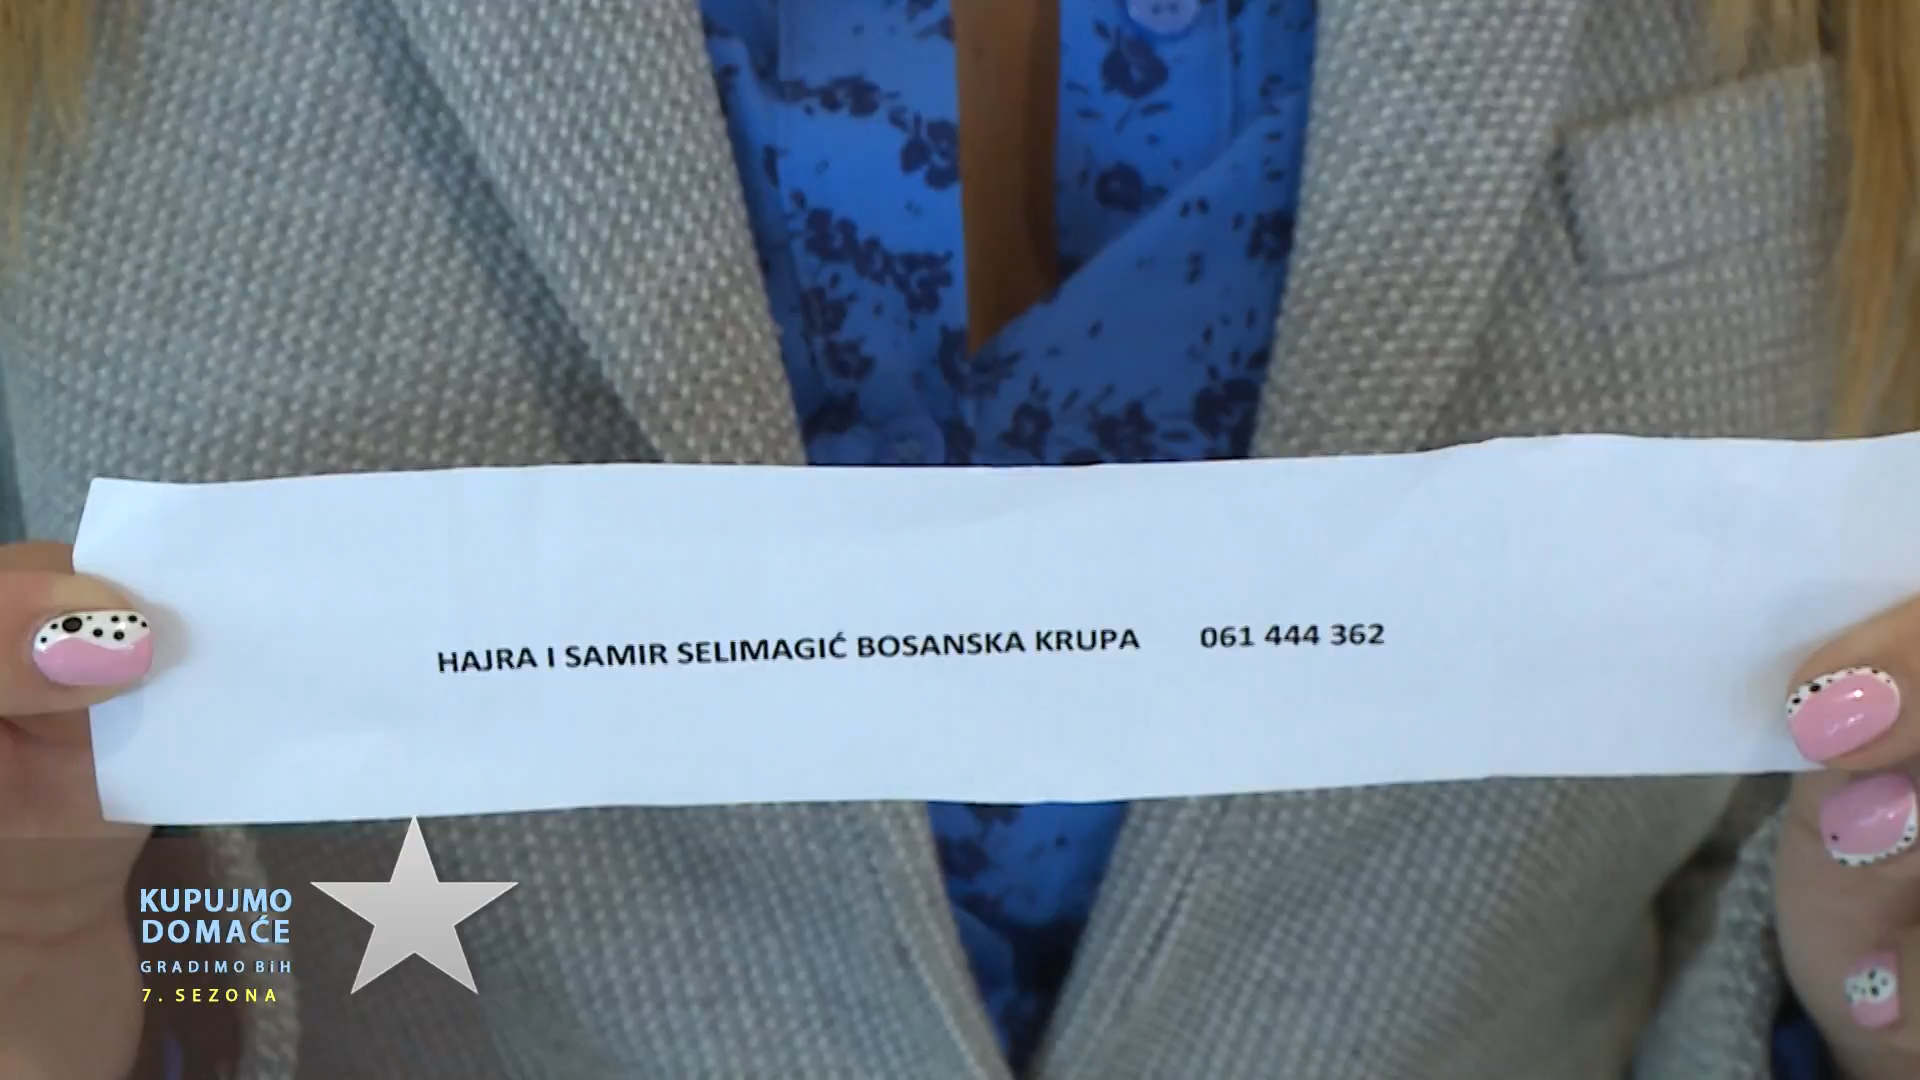 HAJRA I SAMIR SELIMAGIĆ BOSANSKA KRUPA 061 444 362
KUPUJMO
DOMAĆE
GRADIMO BiH
7. SEZONA